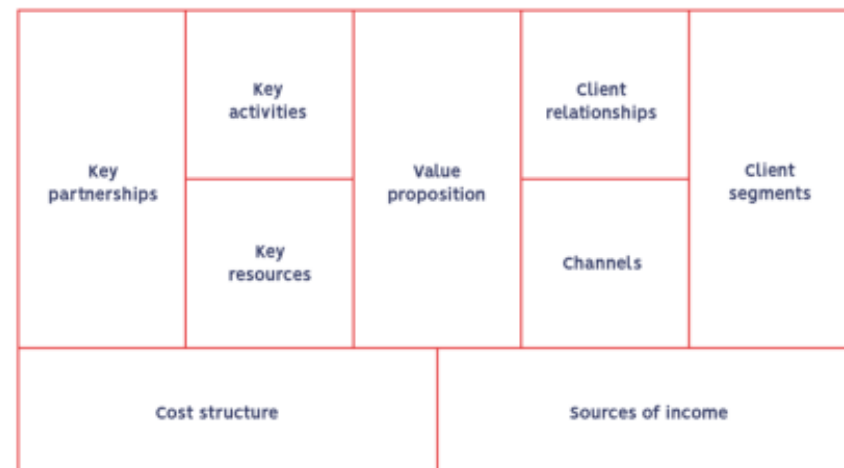 Key
partnerships
Key
activities
Key
resources
Value
proposition
Client
relationships
Channels
Client
segments
Cost structure
Sources of income